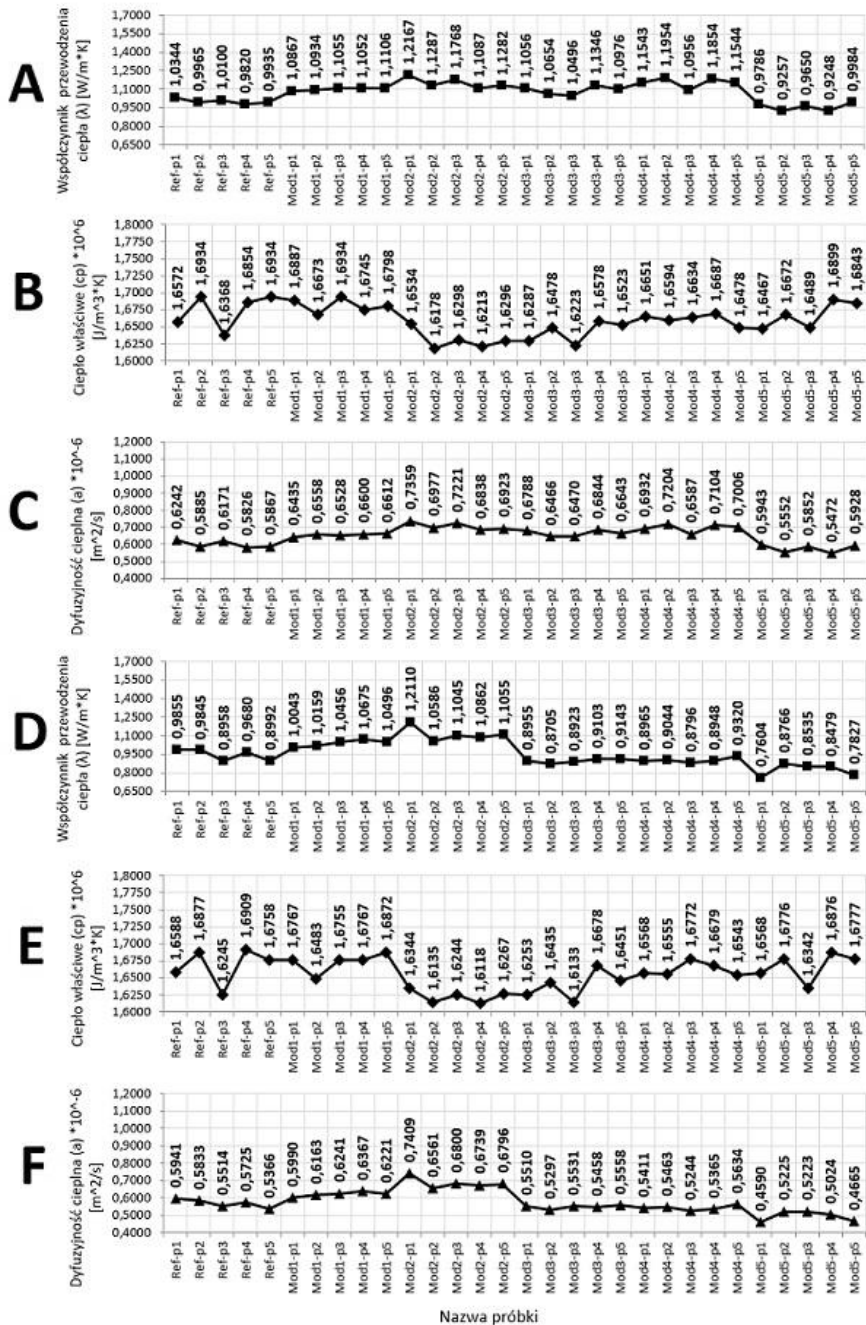 A
Współczynnik przewodzenia
ciepła (λ) [W/m*K]
1,7000
1,5500
1,4000
1,2500
1,1000
0,9500
0,8000
0,6500
1,0344 0,9965 1,0100 0,9820 0,9935 1,0867 1,0934 1,1055 1,1052 1,1106 1,2167 1,1287 1,1768 1,1087 1,1282 1,1056 1,0654 1,0496 1,1346 1,0976 1,1543 1,1954 1,0956 1,1854 1,1544 0,9786 0,9257 0,9650 0,9248 0,9984
Ref-p1 Ref-p2 Ref-p3 Ref-p4 Ref-p5 Mod1-p1 Mod1-p2 Mod1-p3 Mod1-p4 Mod1-p5 Mod2-p1 Mod2-p2 Mod2-p3 Mod2-p4 Mod2-p5 Mod3-p1 Mod3-p2 Mod3-p3 Mod3-p4 Mod3-p5 Mod4-p1 Mod4-p2 Mod4-p3 Mod4-p4 Mod4-p5 Mod5-p1 Mod5-p2 Mod5-p3 Mod5-p4 Mod5-p5
B
Ciepło właściwe (cp) *10^6
[J/m^3*K]
1,8000
1,7750
1,7500
1,7250
1,7000
1,6750
1,6500
1,6250
1,6000
1,6572 1,6934 1,6368 1,6854 1,6934 1,6887 1,6673 1,6934 1,6745 1,6798 1,6534 1,6178 1,6298 1,6213 1,6296 1,6287 1,6478 1,6223 1,6578 1,6523 1,6651 1,6594 1,6634 1,6687 1,6478 1,6467 1,6672 1,6489 1,6899 1,6843
Ref-p1 Ref-p2 Ref-p3 Ref-p4 Ref-p5 Mod1-p1 Mod1-p2 Mod1-p3 Mod1-p4 Mod1-p5 Mod2-p1 Mod2-p2 Mod2-p3 Mod2-p4 Mod2-p5 Mod3-p1 Mod3-p2 Mod3-p3 Mod3-p4 Mod3-p5 Mod4-p1 Mod4-p2 Mod4-p3 Mod4-p4 Mod4-p5 Mod5-p1 Mod5-p2 Mod5-p3 Mod5-p4 Mod5-p5
C
Dyfuzyjność cieplna (a) *10^-6
[m^2/s]
1,2000
1,1000
1,0000
0,9000
0,8000
0,7000
0,6000
0,5000
0,4000
0,6242 0,5885 0,6171 0,5826 0,5867 0,6435 0,6558 0,6528 0,6600 0,6612 0,7359 0,6977 0,7221 0,6838 0,6923 0,6788 0,6466 0,6470 0,6844 0,6643 0,6932 0,7204 0,6587 0,7104 0,7006 0,5943 0,5552 0,5852 0,5472 0,5928
Ref-p1 Ref-p2 Ref-p3 Ref-p4 Ref-p5 Mod1-p1 Mod1-p2 Mod1-p3 Mod1-p4 Mod1-p5 Mod2-p1 Mod2-p2 Mod2-p3 Mod2-p4 Mod2-p5 Mod3-p1 Mod3-p2 Mod3-p3 Mod3-p4 Mod3-p5 Mod4-p1 Mod4-p2 Mod4-p3 Mod4-p4 Mod4-p5 Mod5-p1 Mod5-p2 Mod5-p3 Mod5-p4 Mod5-p5
D
Współczynnik przewodzenia
ciepła (λ) [W/m*K]
1,7000
1,5500
1,4000
1,2500
1,1000
0,9500
0,8000
0,6500
0,9855 0,9845 0,8958 0,9680 0,8992 1,0043 1,0159 1,0456 1,0675 1,0496 1,2110 1,0586 1,1045 1,0862 1,1055 0,8955 0,8705 0,8923 0,9103 0,9143 0,8965 0,9044 0,8796 0,8948 0,9320 0,7604 0,8766 0,8535 0,8479 0,7827
Ref-p1 Ref-p2 Ref-p3 Ref-p4 Ref-p5 Mod1-p1 Mod1-p2 Mod1-p3 Mod1-p4 Mod1-p5 Mod2-p1 Mod2-p2 Mod2-p3 Mod2-p4 Mod2-p5 Mod3-p1 Mod3-p2 Mod3-p3 Mod3-p4 Mod3-p5 Mod4-p1 Mod4-p2 Mod4-p3 Mod4-p4 Mod4-p5 Mod5-p1 Mod5-p2 Mod5-p3 Mod5-p4 Mod5-p5
E
Ciepło właściwe (cp) *10^6
[J/m^3*K]
1,8000
1,7750
1,7500
1,7250
1,7000
1,6750
1,6500
1,6250
1,6000
1,6588 1,6877 1,6245 1,6909 1,6758 1,6767 1,6483 1,6755 1,6767 1,6872 1,6344 1,6135 1,6244 1,6118 1,6267 1,6253 1,6435 1,6133 1,6678 1,6451 1,6568 1,6555 1,6772 1,6679 1,6543 1,6568 1,6776 1,6342 1,6876 1,6777
Ref-p1 Ref-p2 Ref-p3 Ref-p4 Ref-p5 Mod1-p1 Mod1-p2 Mod1-p3 Mod1-p4 Mod1-p5 Mod2-p1 Mod2-p2 Mod2-p3 Mod2-p4 Mod2-p5 Mod3-p1 Mod3-p2 Mod3-p3 Mod3-p4 Mod3-p5 Mod4-p1 Mod4-p2 Mod4-p3 Mod4-p4 Mod4-p5 Mod5-p1 Mod5-p2 Mod5-p3 Mod5-p4 Mod5-p5
F
Dyfuzyjność cieplna (a) *10^-6
[m^2/s]
1,2000
1,1000
1,0000
0,9000
0,8000
0,7000
0,6000
0,5000
0,4000
0,5941 0,5833 0,5514 0,5725 0,5366 0,5990 0,6163 0,6241 0,6367 0,6221 0,7409 0,6561 0,6800 0,6739 0,6796 0,5510 0,5297 0,5531 0,5458 0,5558 0,5411 0,5463 0,5244 0,5365 0,5634 0,4590 0,5225 0,5223 0,5024 0,4665
Ref-p1 Ref-p2 Ref-p3 Ref-p4 Ref-p5 Mod1-p1 Mod1-p2 Mod1-p3 Mod1-p4 Mod1-p5 Mod2-p1 Mod2-p2 Mod2-p3 Mod2-p4 Mod2-p5 Mod3-p1 Mod3-p2 Mod3-p3 Mod3-p4 Mod3-p5 Mod4-p1 Mod4-p2 Mod4-p3 Mod4-p4 Mod4-p5 Mod5-p1 Mod5-p2 Mod5-p3 Mod5-p4 Mod5-p5
Nazwa próbki